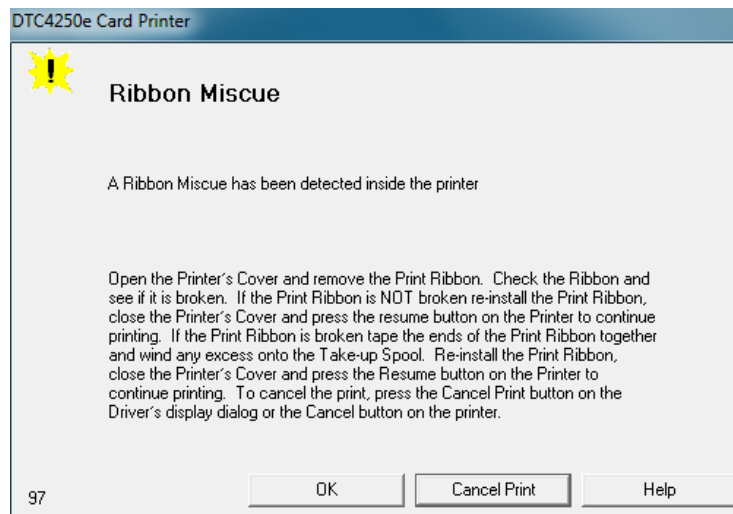 DTC4250e Card Printer
!
Ribbon Miscue
A Ribbon Miscue has been detected inside the printer
Open the Printer's Cover and remove the Print Ribbon. Check the Ribbon and
see if it is broken. If the Print Ribbon is NOT broken re-install the Print Ribbon,
close the Printer's Cover and press the resume button on the Printer to continue
printing. If the Print Ribbon is broken tape the ends of the Print Ribbon together
and wind any excess onto the Take-up Spool. Re-install the Print Ribbon,
close the Printer's Cover and press the Resume button on the Printer to
continue printing. To cancel the print, press the Cancel Print button on the
Driver's display dialog or the Cancel button on the printer.
97 OK Cancel Print Help